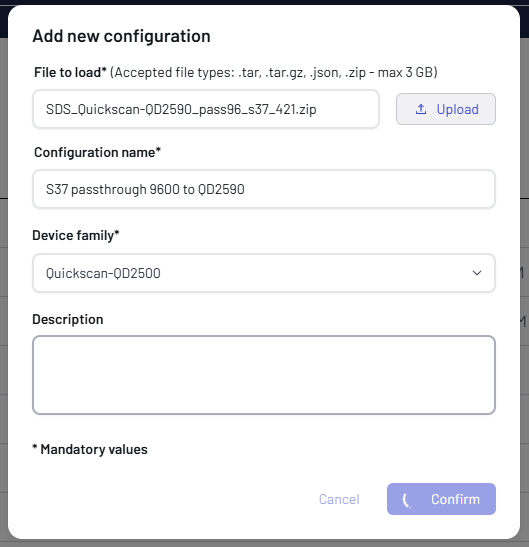 Add new configuration
File to load* (Accepted file types: .tar, .tar.gz, .json, .zip - max 3 GB)
SDS_Quickscan-QD2590_pass96_s37_421.zip
Upload
Configuration name*
S37 passthrough 9600 to QD2590
Device family*
Quickscan-QD2500
Description
* Mandatory values
Cancel
Confirm